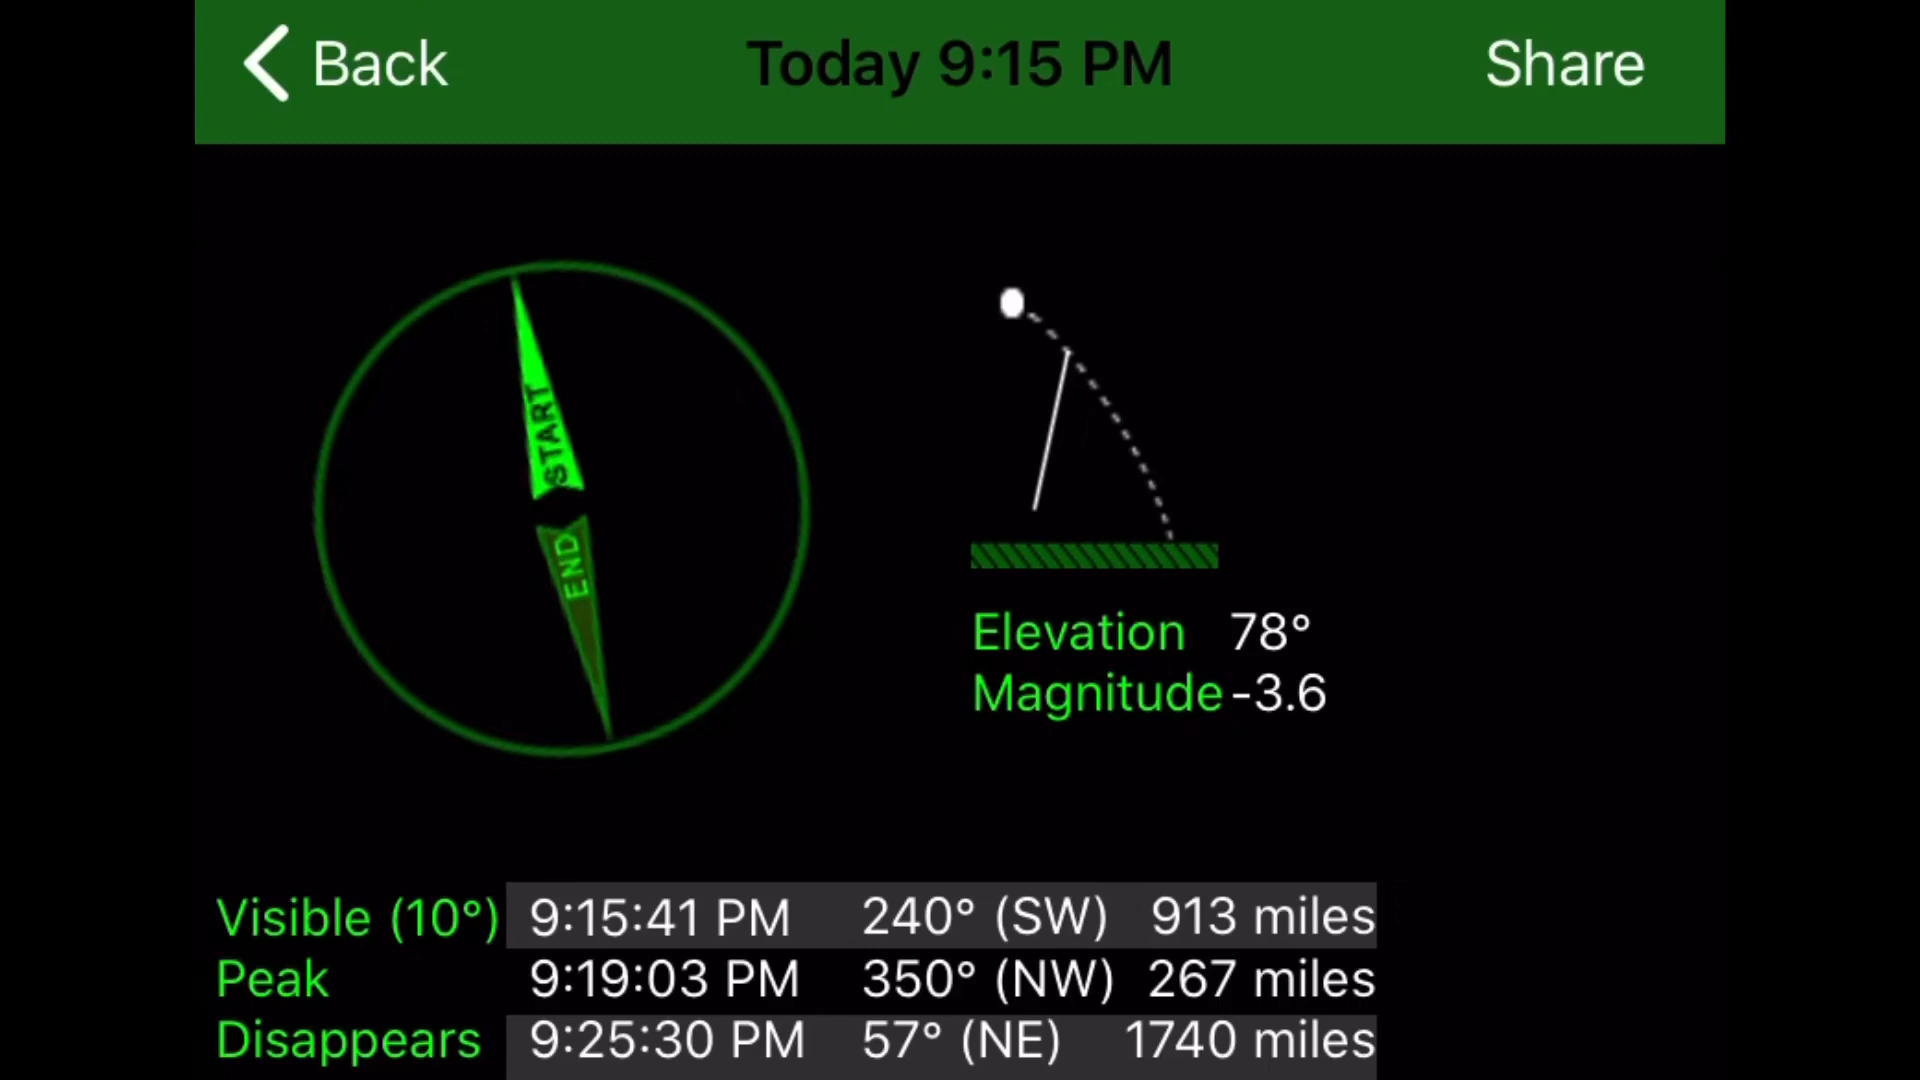 Back Today 9:15 PM Share
START
END
Elevation 78°
Magnitude -3.6
Visible (10°) 9:15:41 PM 240° (SW) 913 miles
Peak 9:19:03 PM 350° (NW) 267 miles
Disappears 9:25:30 PM 57° (NE) 1740 miles